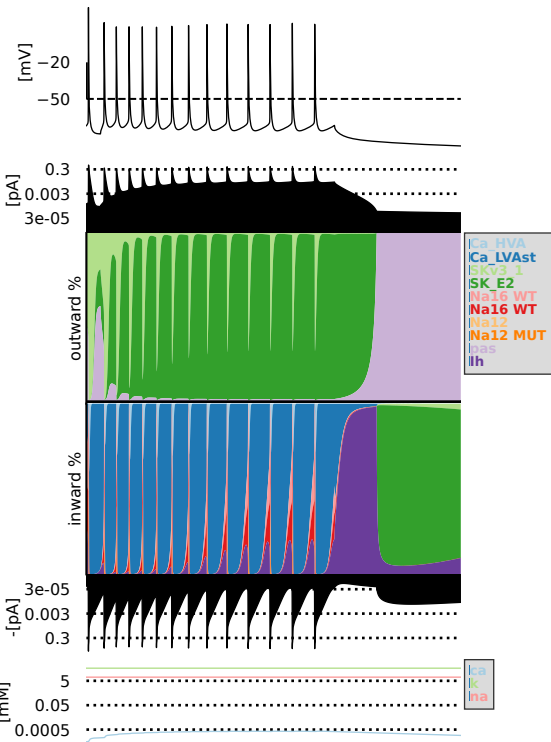 [mV]
−20
−50
[pA]
0.3
0.003
3e-05
outward %
Ca_HVA
Ca_LVAst
SKv3_1
SK_E2
Na16 WT
Na16 WT
Na12
Na12 MUT
pas
Ih
inward %
-[pA]
3e-05
0.003
0.3
[mM]
5
0.05
0.0005
ca
k
na